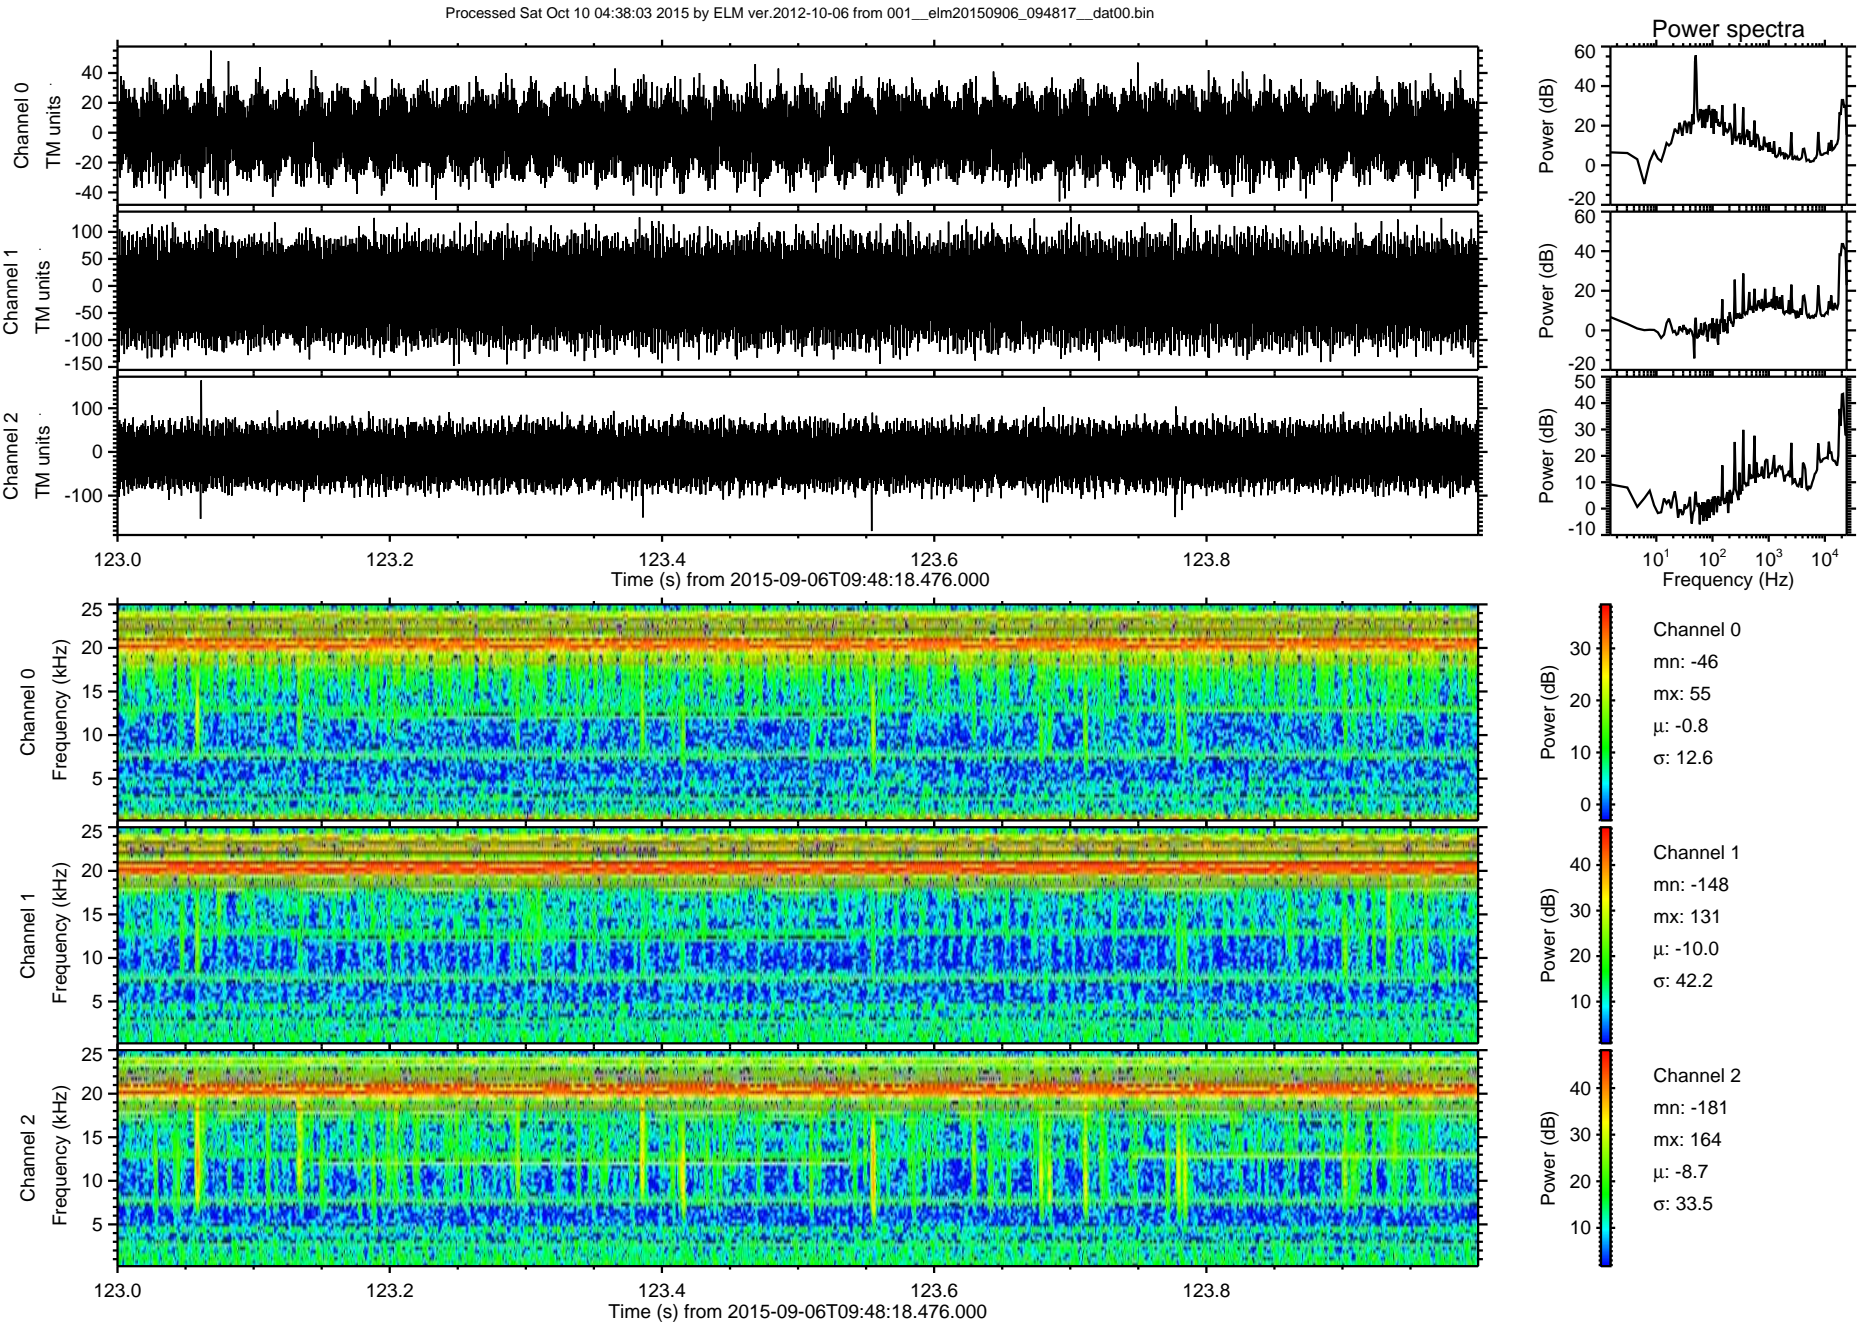 Processed Sat Oct 10 04:38:03 2015 by ELM ver.2012-10-06 from 001__elm20150906_094817__dat00.bin
Power spectra
Channel 0
TM units
40
20
0
-20
-40
Power (dB)
60
40
20
0
-20
Channel 1
TM units
100
50
0
-50
-100
-150
Power (dB)
60
40
20
0
-20
Channel 2
TM units
100
0
-100
Power (dB)
50
40
30
20
10
0
-10
123.0 123.2 123.4 123.6 123.8
Time (s) from 2015-09-06T09:48:18.476.000
10¹ 10² 10³ 10⁴
Frequency (Hz)
Channel 0
Frequency (kHz)
25
20
15
10
5
Power (dB)
30
20
10
0
Channel 0
mn: -46
mx: 55
μ: -0.8
σ: 12.6
Channel 1
Frequency (kHz)
25
20
15
10
5
Power (dB)
40
30
20
10
Channel 1
mn: -148
mx: 131
μ: -10.0
σ: 42.2
Channel 2
Frequency (kHz)
25
20
15
10
5
Power (dB)
40
30
20
10
Channel 2
mn: -181
mx: 164
μ: -8.7
σ: 33.5
123.0 123.2 123.4 123.6 123.8
Time (s) from 2015-09-06T09:48:18.476.000